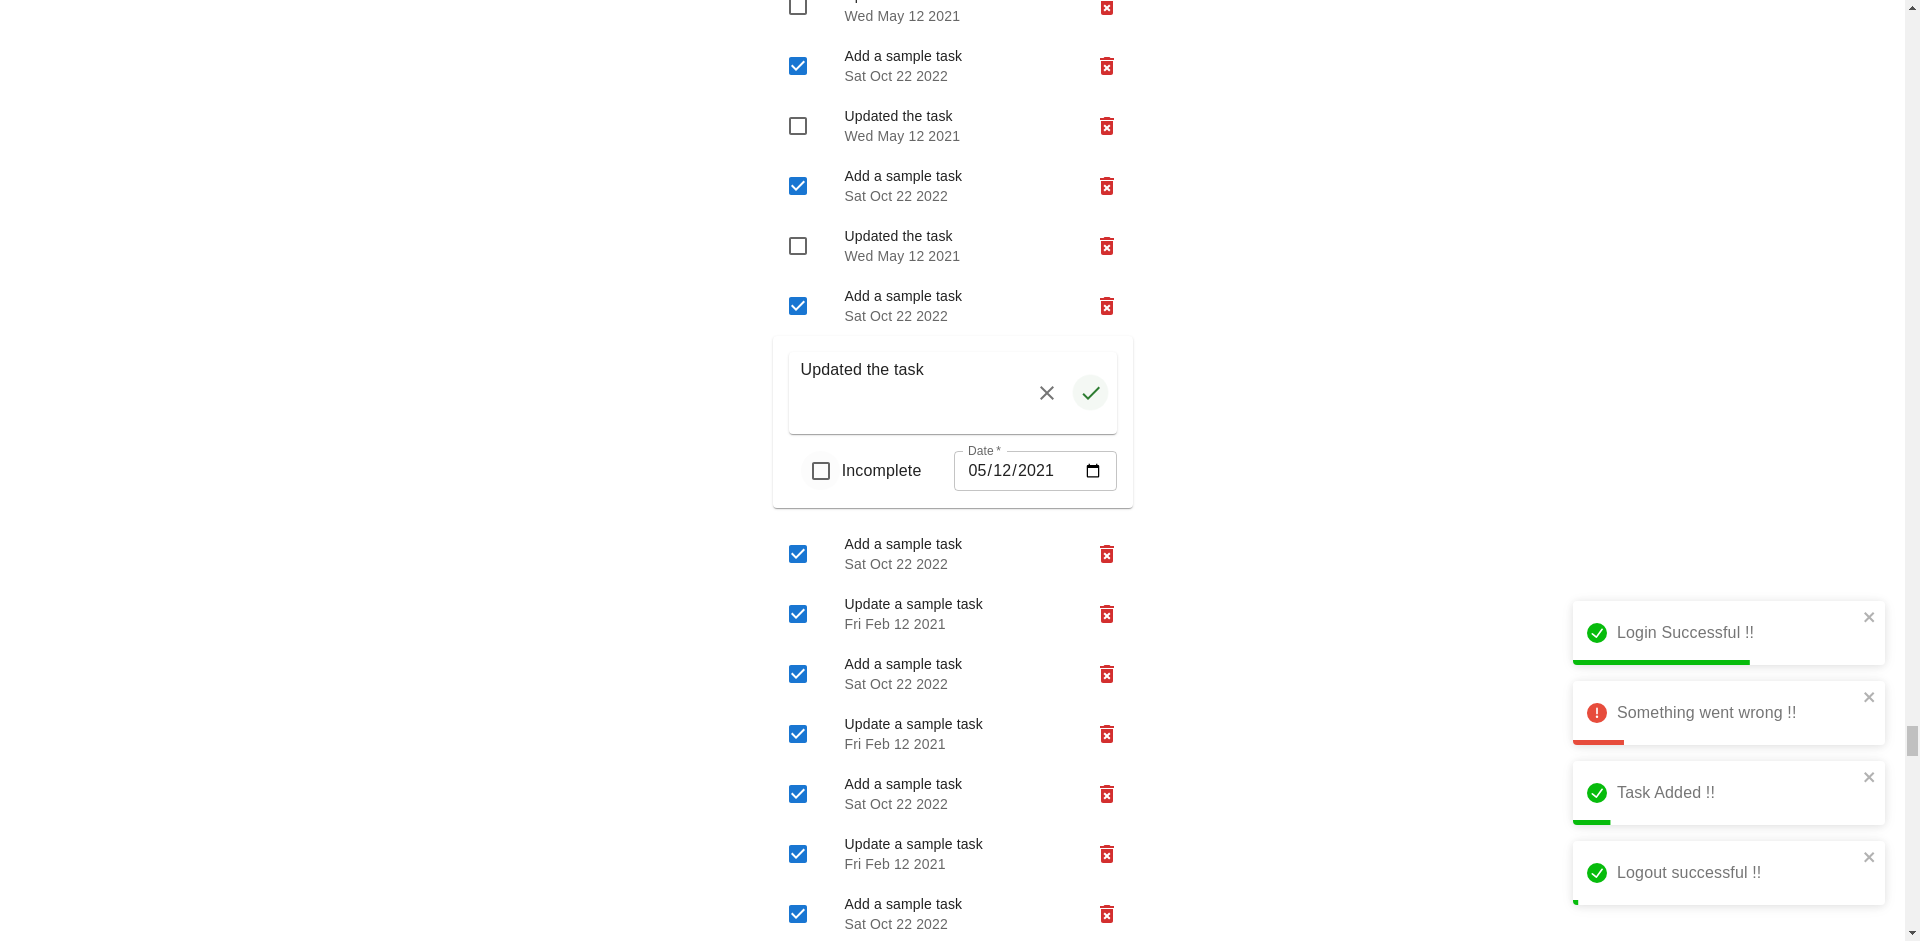 Wed May 12 2021
Add a sample task
Sat Oct 22 2022
Updated the task
Wed May 12 2021
Add a sample task
Sat Oct 22 2022
Updated the task
Wed May 12 2021
Add a sample task
Sat Oct 22 2022
Updated the task
Date *
Incomplete
05/12/2021
Add a sample task
Sat Oct 22 2022
Update a sample task
Fri Feb 12 2021
Add a sample task
Sat Oct 22 2022
Update a sample task
Fri Feb 12 2021
Add a sample task
Sat Oct 22 2022
Update a sample task
Fri Feb 12 2021
Add a sample task
Sat Oct 22 2022
Login Successful !!
Something went wrong !!
Task Added !!
Logout successful !!